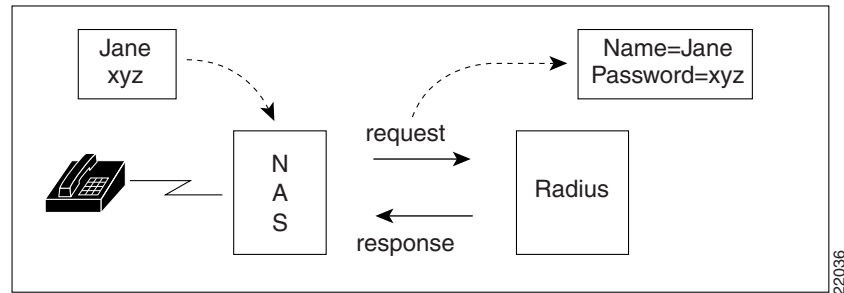 Jane
xyz
Name=Jane
Password=xyz
request
N
A
S
Radius
response
22036